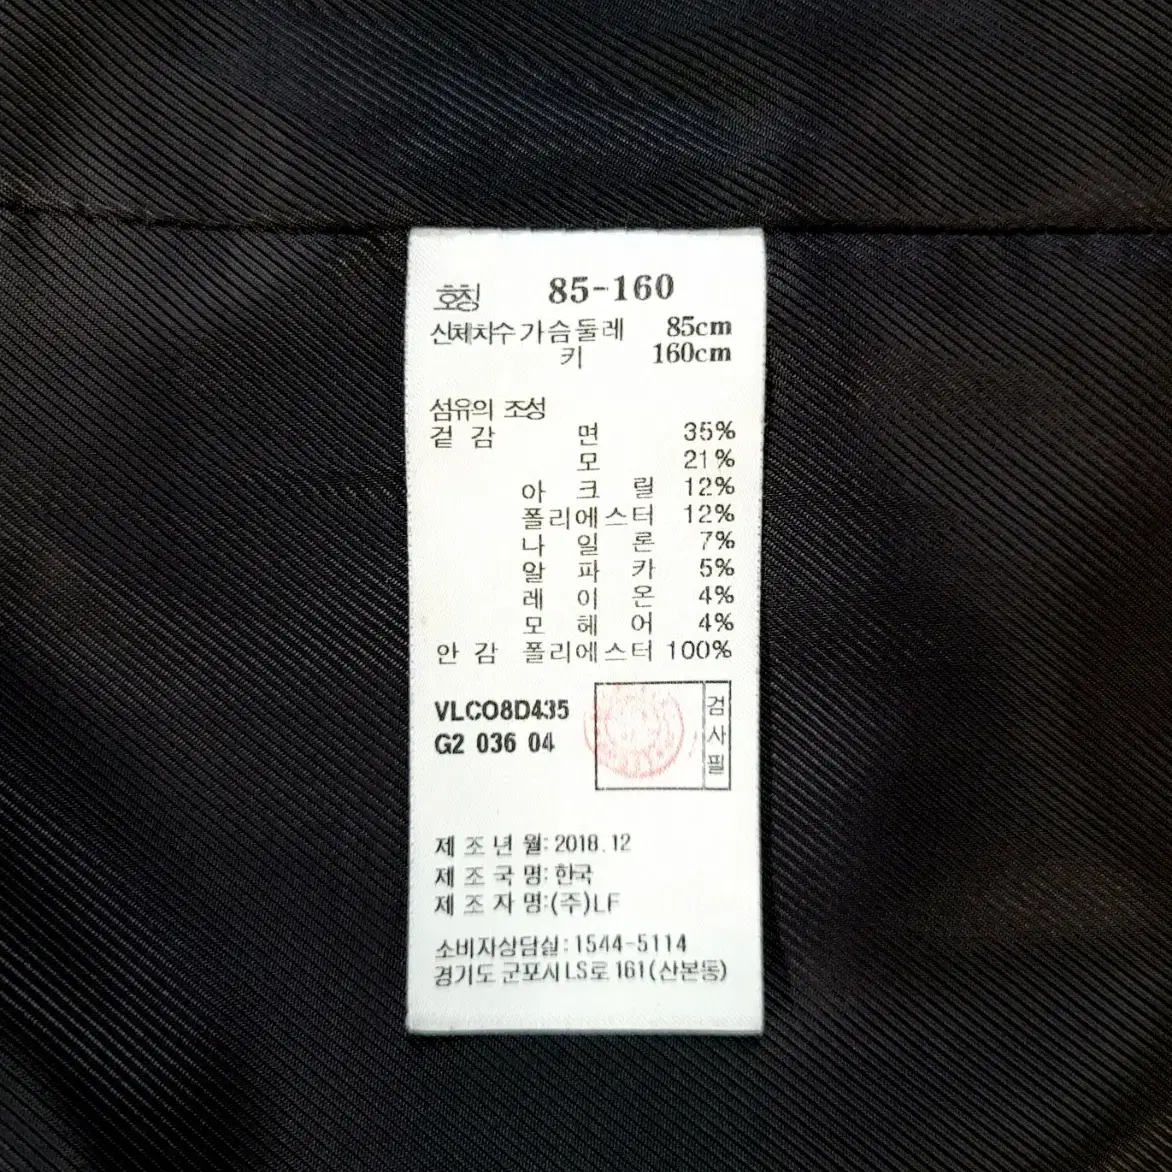 호칭 85-160
신체치수 가슴둘레 85cm
키 160cm
섬유의 조성
겉 감 면 35%
모 21%
아 크 릴 12%
폴리에스터 12%
나 일 론 7%
알 파 카 5%
레 이 온 4%
모 헤 어 4%
안 감 폴리에스터 100%
VLCO8D435
G2 036 04
검사필
제 조 년 월: 2018.12
제 조 국 명: 한국
제 조 자 명:(주)LF
소비자상담실:1544-5114
경기도 군포시 LS로 161(산본동)